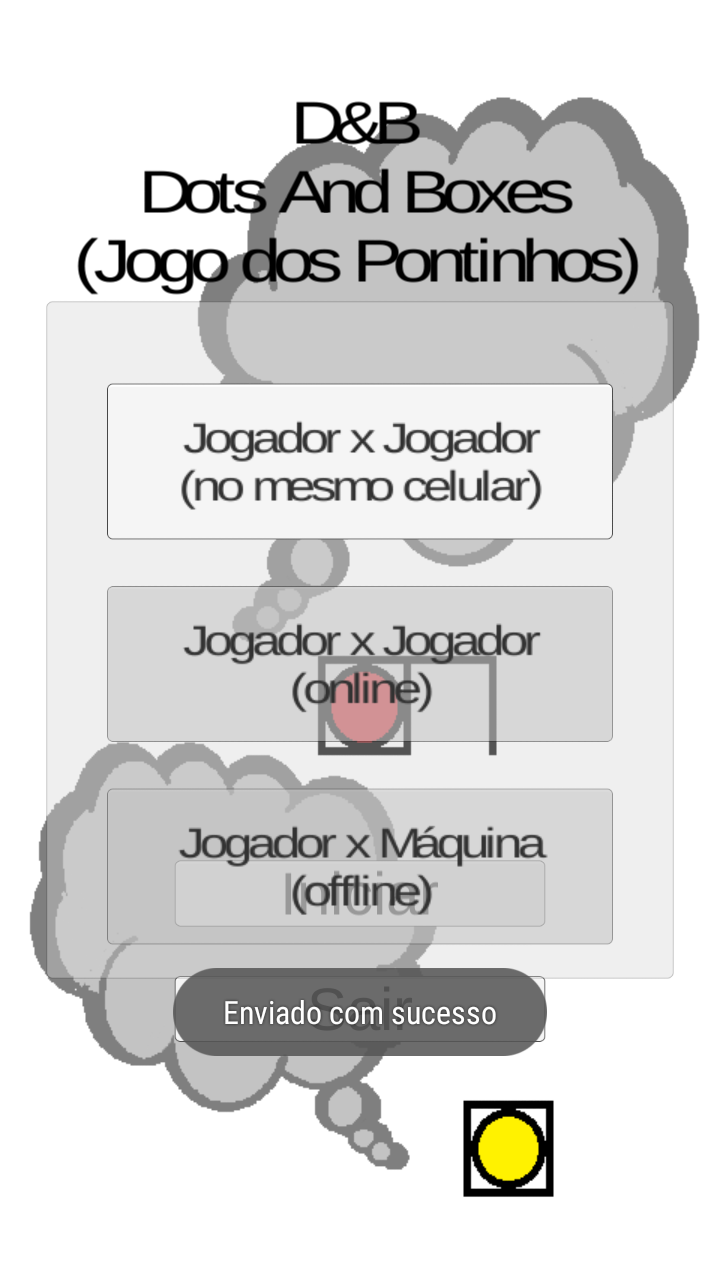 D&B
Dots And Boxes
(Jogo dos Pontinhos)
Jogador x Jogador
(no mesmo celular)
Jogador x Jogador
(online)
Jogador x Máquina
(offline)
Iniciar
Sair
Enviado com sucesso